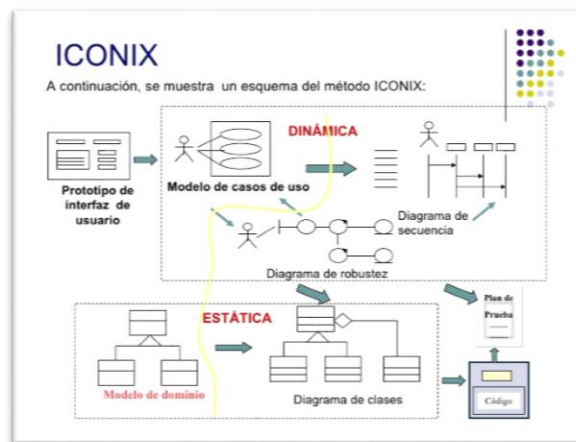 ICONIX
A continuación, se muestra un esquema del método ICONIX:
DINÁMICA
Prototipo de
interfaz de
usuario
Modelo de casos de uso
Diagrama de
secuencia
Diagrama de robustez
Plan de
Prueba
ESTÁTICA
Modelo de dominio
Diagrama de clases
Código